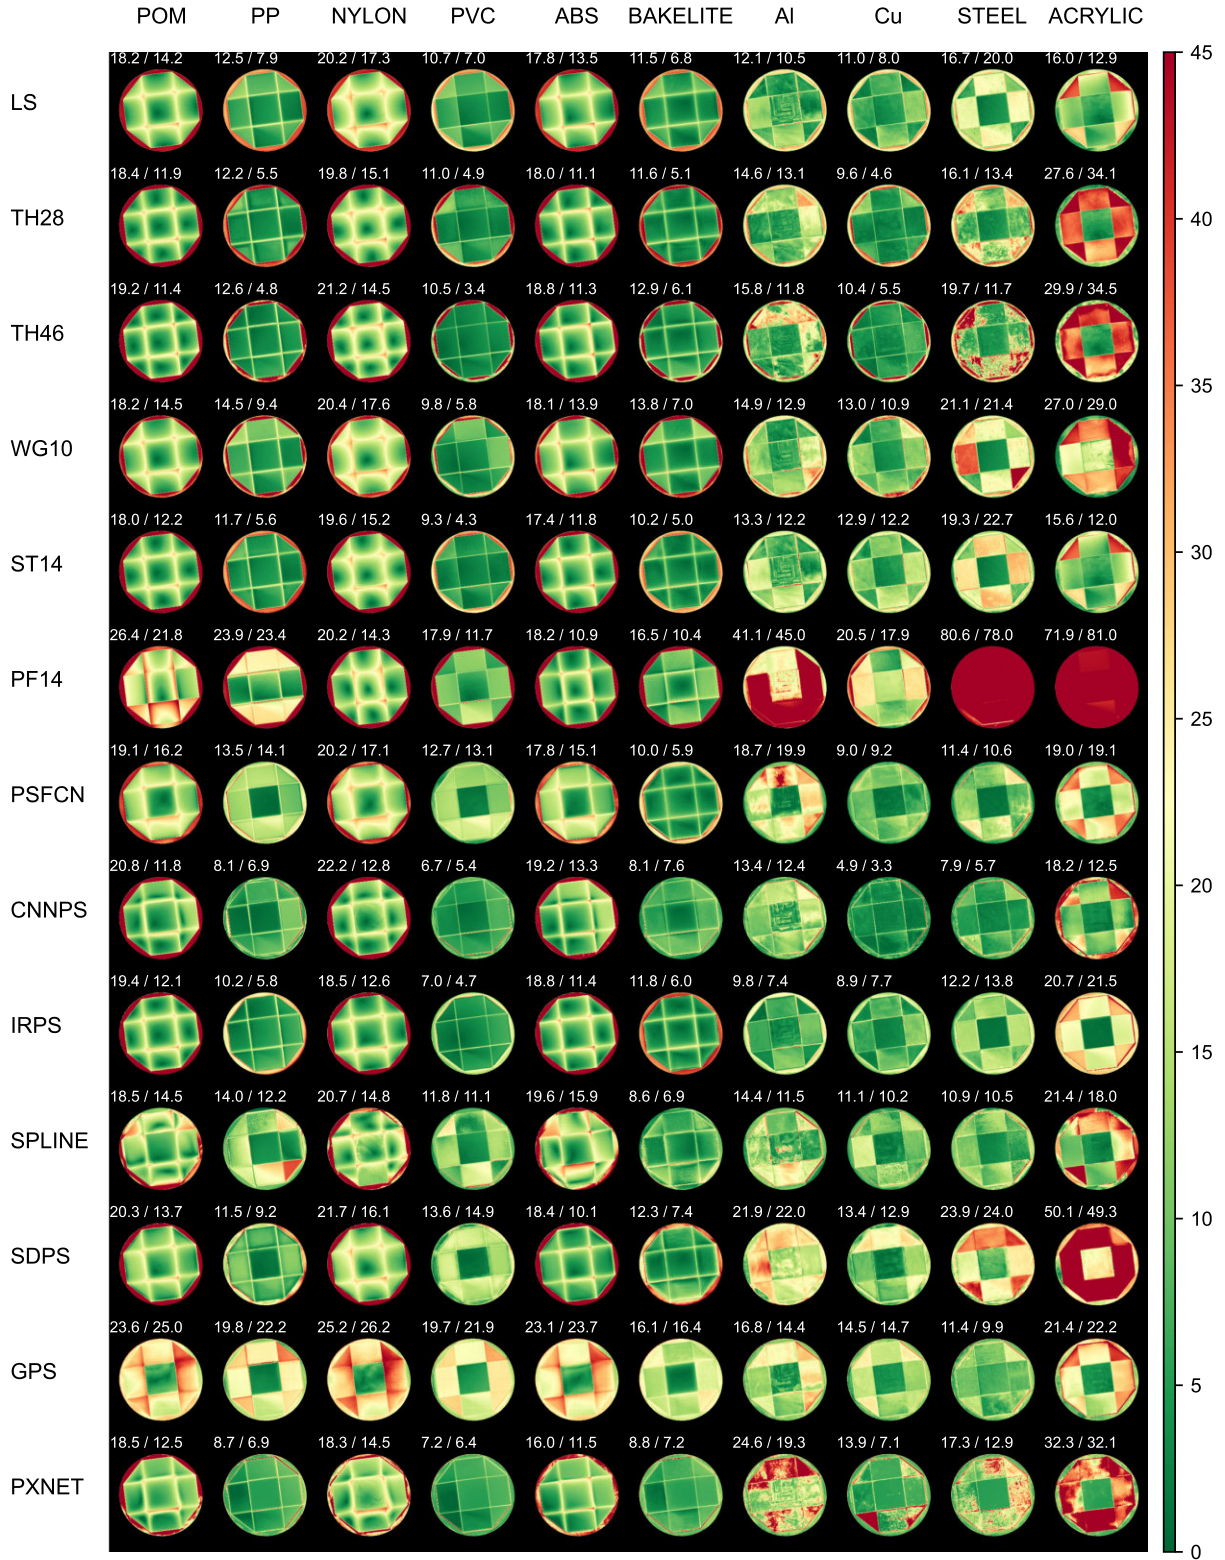 POM PP NYLON PVC ABS BAKELITE Al Cu STEEL ACRYLIC
18.2 / 14.2 12.5 / 7.9 20.2 / 17.3 10.7 / 7.0 17.8 / 13.5 11.5 / 6.8 12.1 / 10.5 11.0 / 8.0 16.7 / 20.0 16.0 / 12.9 45
LS
18.4 / 11.9 12.2 / 5.5 19.8 / 15.1 11.0 / 4.9 18.0 / 11.1 11.6 / 5.1 14.6 / 13.1 9.6 / 4.6 16.1 / 13.4 27.6 / 34.1
TH28 40
19.2 / 11.4 12.6 / 4.8 21.2 / 14.5 10.5 / 3.4 18.8 / 11.3 12.9 / 6.1 15.8 / 11.8 10.4 / 5.5 19.7 / 11.7 29.9 / 34.5
TH46
35
18.2 / 14.5 14.5 / 9.4 20.4 / 17.6 9.8 / 5.8 18.1 / 13.9 13.8 / 7.0 14.9 / 12.9 13.0 / 10.9 21.1 / 21.4 27.0 / 29.0
WG10
18.0 / 12.2 11.7 / 5.6 19.6 / 15.2 9.3 / 4.3 17.4 / 11.8 10.2 / 5.0 13.3 / 12.2 12.9 / 12.2 19.3 / 22.7 15.6 / 12.0
30
ST14
26.4 / 21.8 23.9 / 23.4 20.2 / 14.3 17.9 / 11.7 18.2 / 10.9 16.5 / 10.4 41.1 / 45.0 20.5 / 17.9 80.6 / 78.0 71.9 / 81.0
PF14
25
19.1 / 16.2 13.5 / 14.1 20.2 / 17.1 12.7 / 13.1 17.8 / 15.1 10.0 / 5.9 18.7 / 19.9 9.0 / 9.2 11.4 / 10.6 19.0 / 19.1
PSFCN
20.8 / 11.8 8.1 / 6.9 22.2 / 12.8 6.7 / 5.4 19.2 / 13.3 8.1 / 7.6 13.4 / 12.4 4.9 / 3.3 7.9 / 5.7 18.2 / 12.5
20
CNNPS
19.4 / 12.1 10.2 / 5.8 18.5 / 12.6 7.0 / 4.7 18.8 / 11.4 11.8 / 6.0 9.8 / 7.4 8.9 / 7.7 12.2 / 13.8 20.7 / 21.5
IRPS
15
18.5 / 14.5 14.0 / 12.2 20.7 / 14.8 11.8 / 11.1 19.6 / 15.9 8.6 / 6.9 14.4 / 11.5 11.1 / 10.2 10.9 / 10.5 21.4 / 18.0
SPLINE
20.3 / 13.7 11.5 / 9.2 21.7 / 16.1 13.6 / 14.9 18.4 / 10.1 12.3 / 7.4 21.9 / 22.0 13.4 / 12.9 23.9 / 24.0 50.1 / 49.3
10
SDPS
23.6 / 25.0 19.8 / 22.2 25.2 / 26.2 19.7 / 21.9 23.1 / 23.7 16.1 / 16.4 16.8 / 14.4 14.5 / 14.7 11.4 / 9.9 21.4 / 22.2
GPS
5
18.5 / 12.5 8.7 / 6.9 18.3 / 14.5 7.2 / 6.4 16.0 / 11.5 8.8 / 7.2 24.6 / 19.3 13.9 / 7.1 17.3 / 12.9 32.3 / 32.1
PXNET
0